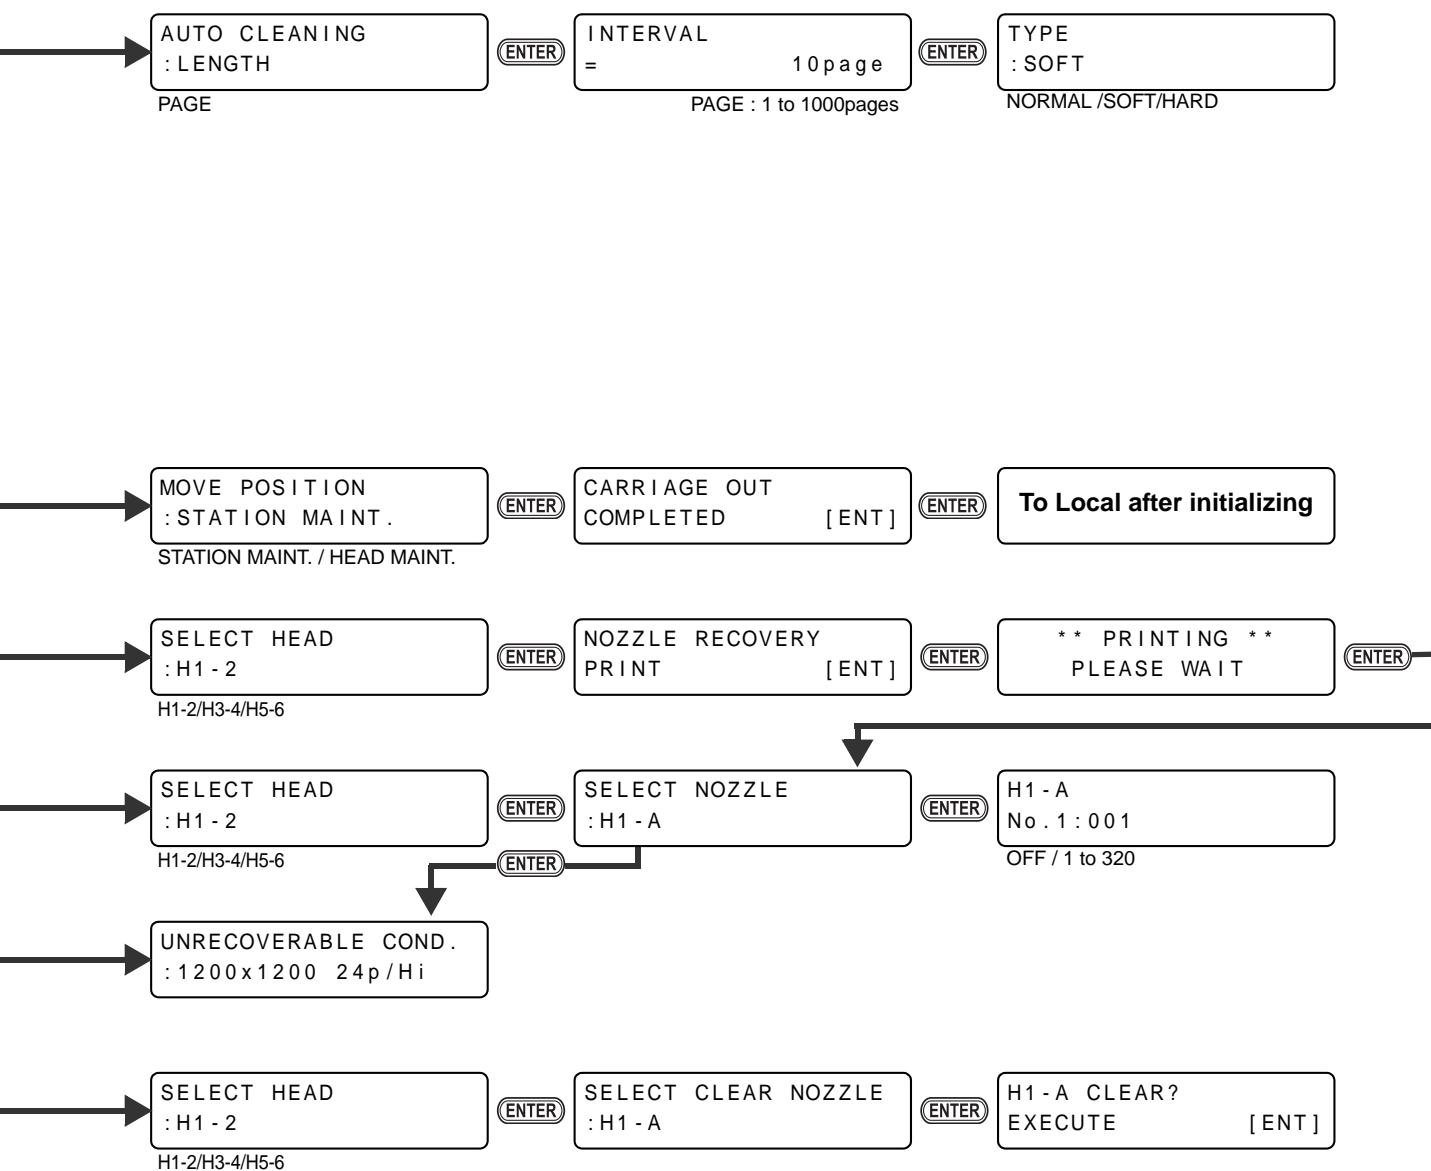 AUTO CLEANING
:LENGTH
PAGE
ENTER
INTERVAL
= 10page
PAGE : 1 to 1000pages
ENTER
TYPE
:SOFT
NORMAL /SOFT/HARD
MOVE POSITION
:STATION MAINT.
STATION MAINT. / HEAD MAINT.
ENTER
CARRIAGE OUT
COMPLETED [ENT]
ENTER
To Local after initializing
SELECT HEAD
:H1-2
H1-2/H3-4/H5-6
ENTER
NOZZLE RECOVERY
PRINT [ENT]
ENTER
** PRINTING **
PLEASE WAIT
ENTER
SELECT HEAD
:H1-2
H1-2/H3-4/H5-6
ENTER
SELECT NOZZLE
:H1-A
ENTER
H1-A
No.1:001
OFF / 1 to 320
ENTER
UNRECOVERABLE COND.
:1200x1200 24p/Hi
SELECT HEAD
:H1-2
H1-2/H3-4/H5-6
ENTER
SELECT CLEAR NOZZLE
:H1-A
ENTER
H1-A CLEAR?
EXECUTE [ENT]